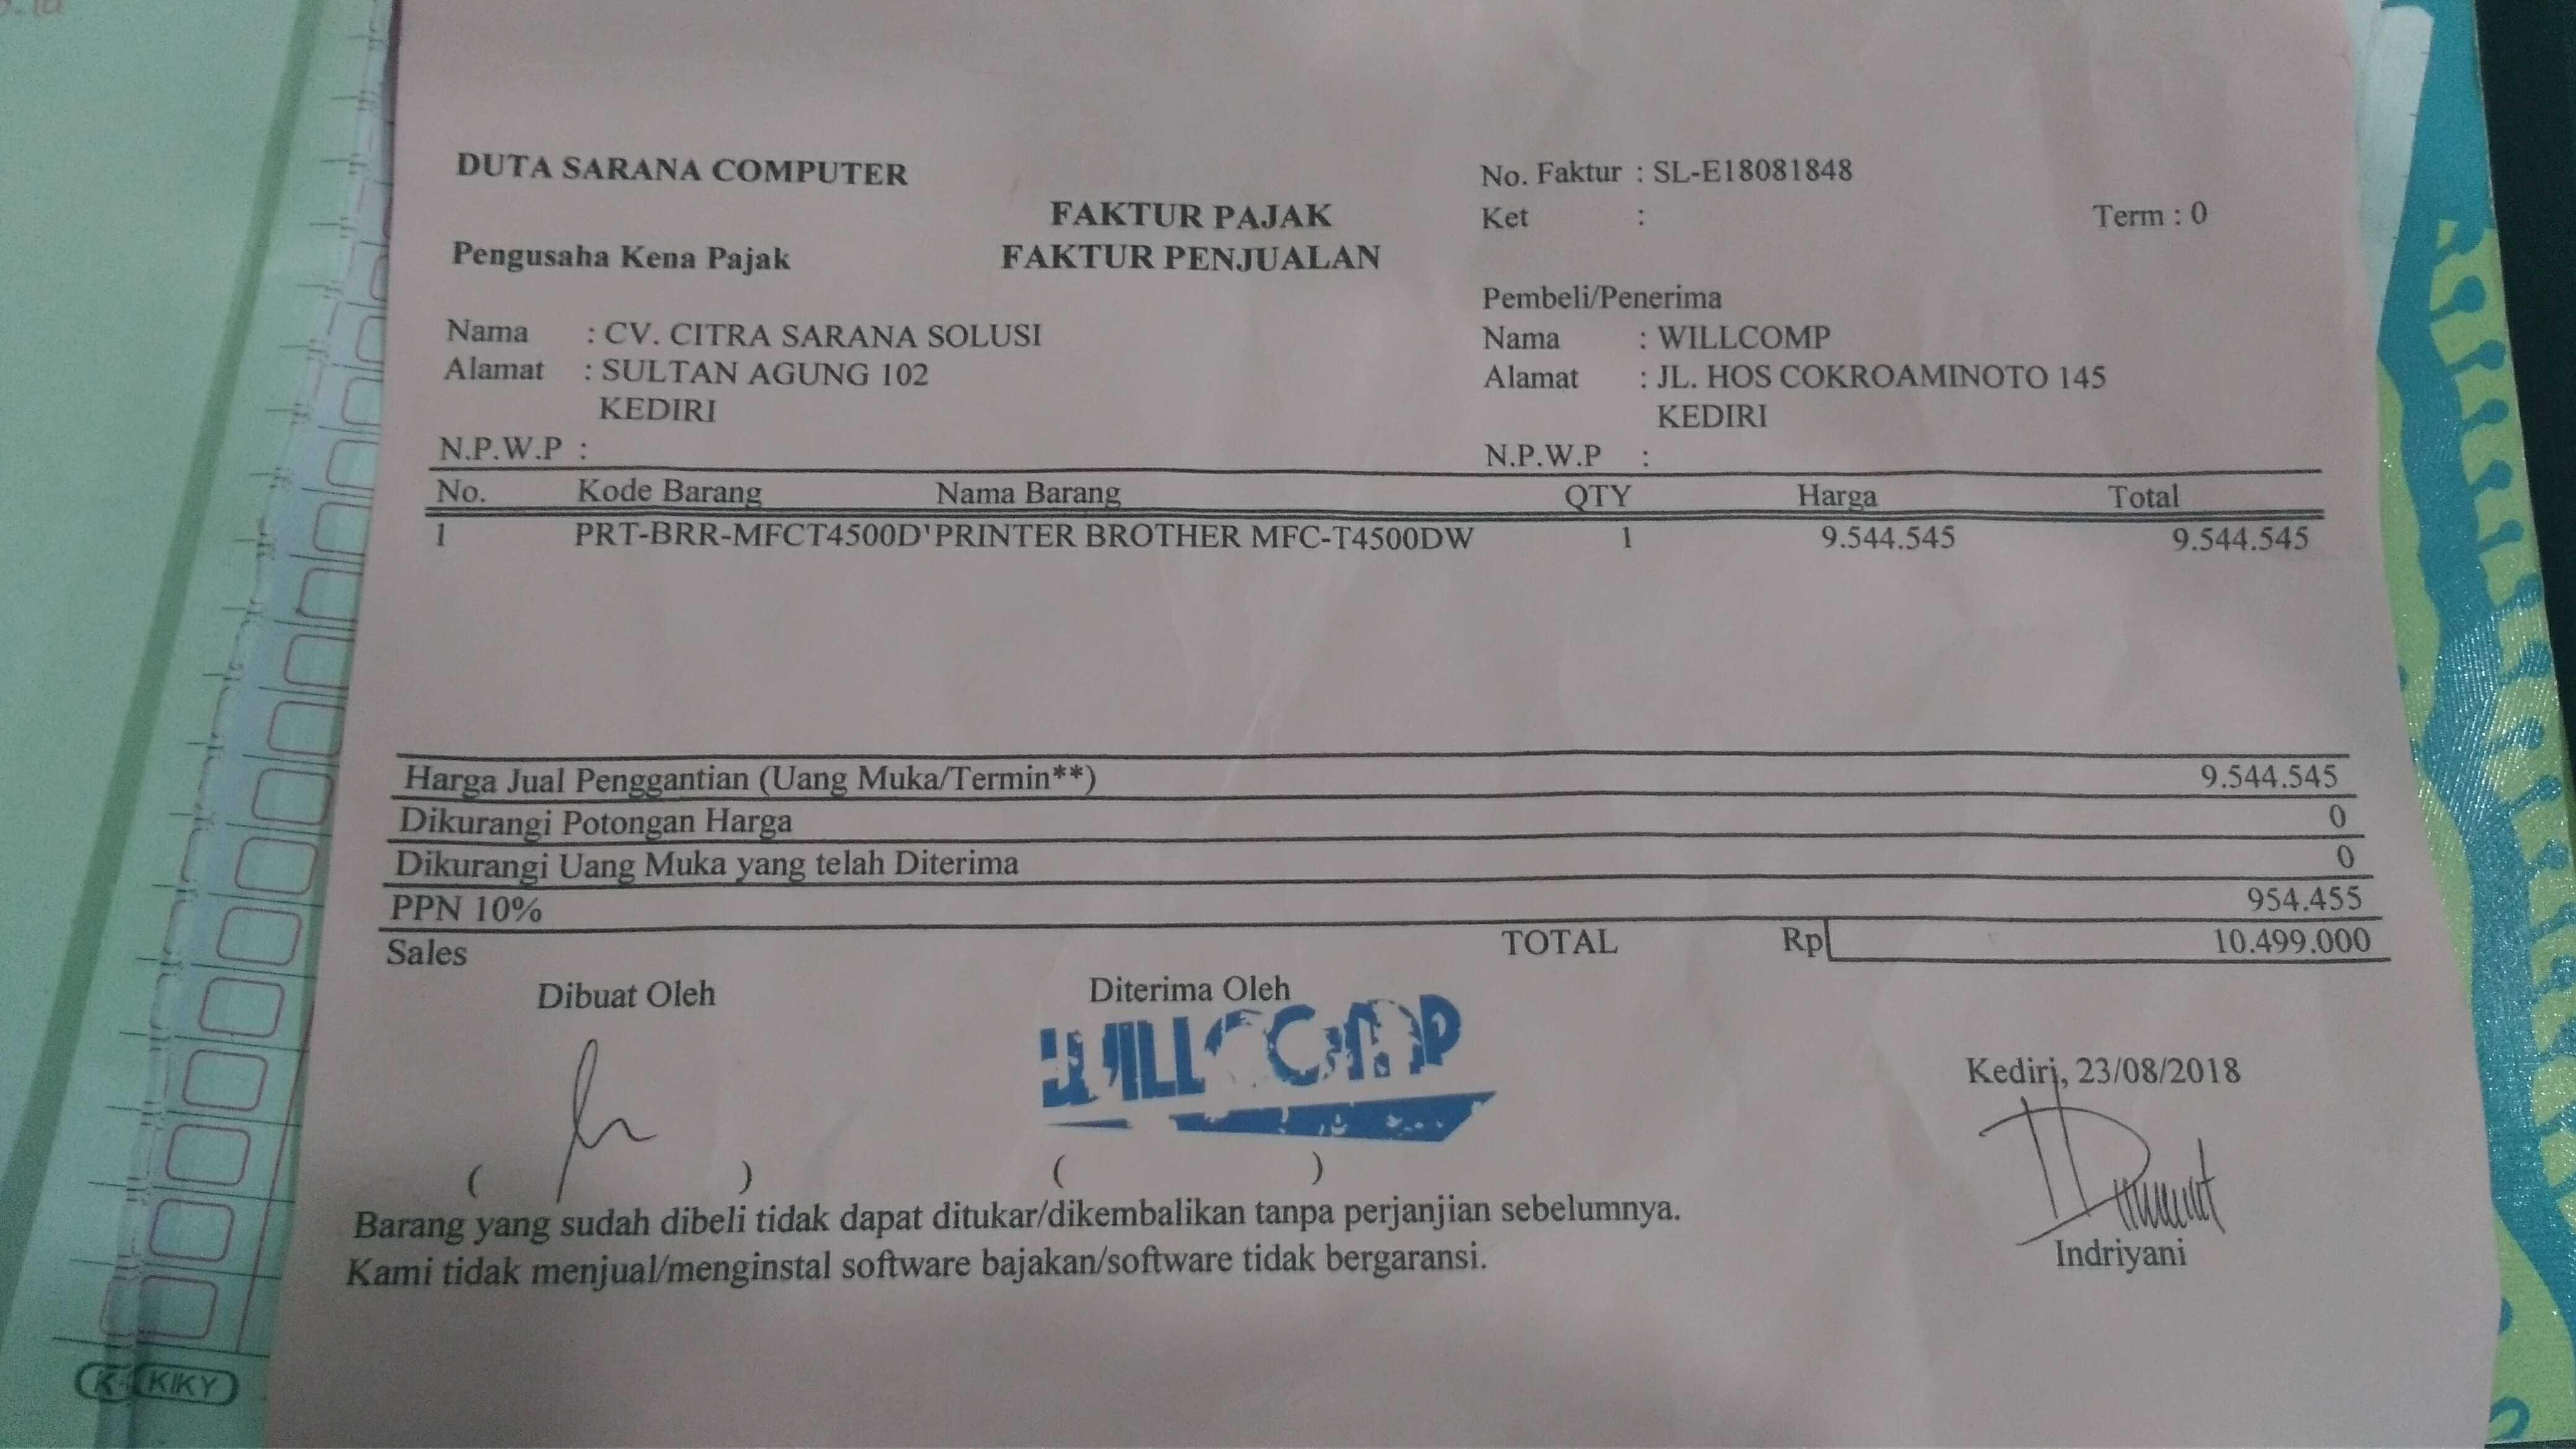 DUTA SARANA COMPUTER
No. Faktur : SL-E18081848
FAKTUR PAJAK
Ket :
Term : 0
Pengusaha Kena Pajak
FAKTUR PENJUALAN
Pembeli/Penerima
Nama : CV. CITRA SARANA SOLUSI
Nama : WILLCOMP
Alamat : SULTAN AGUNG 102
Alamat : JL. HOS COKROAMINOTO 145
KEDIRI
KEDIRI
N.P.W.P :
N.P.W.P :
No. Kode Barang Nama Barang QTY Harga Total
1 PRT-BRR-MFCT4500D'PRINTER BROTHER MFC-T4500DW 1 9.544.545 9.544.545
Harga Jual Penggantian (Uang Muka/Termin**) 9.544.545
Dikurangi Potongan Harga 0
Dikurangi Uang Muka yang telah Diterima 0
PPN 10% 954.455
Sales TOTAL Rp 10.499.000
Dibuat Oleh
Diterima Oleh
WILLCOMP
Kediri, 23/08/2018
( ) ( )
Indriyani
Barang yang sudah dibeli tidak dapat ditukar/dikembalikan tanpa perjanjian sebelumnya.
Kami tidak menjual/menginstal software bajakan/software tidak bergaransi.
KIKY